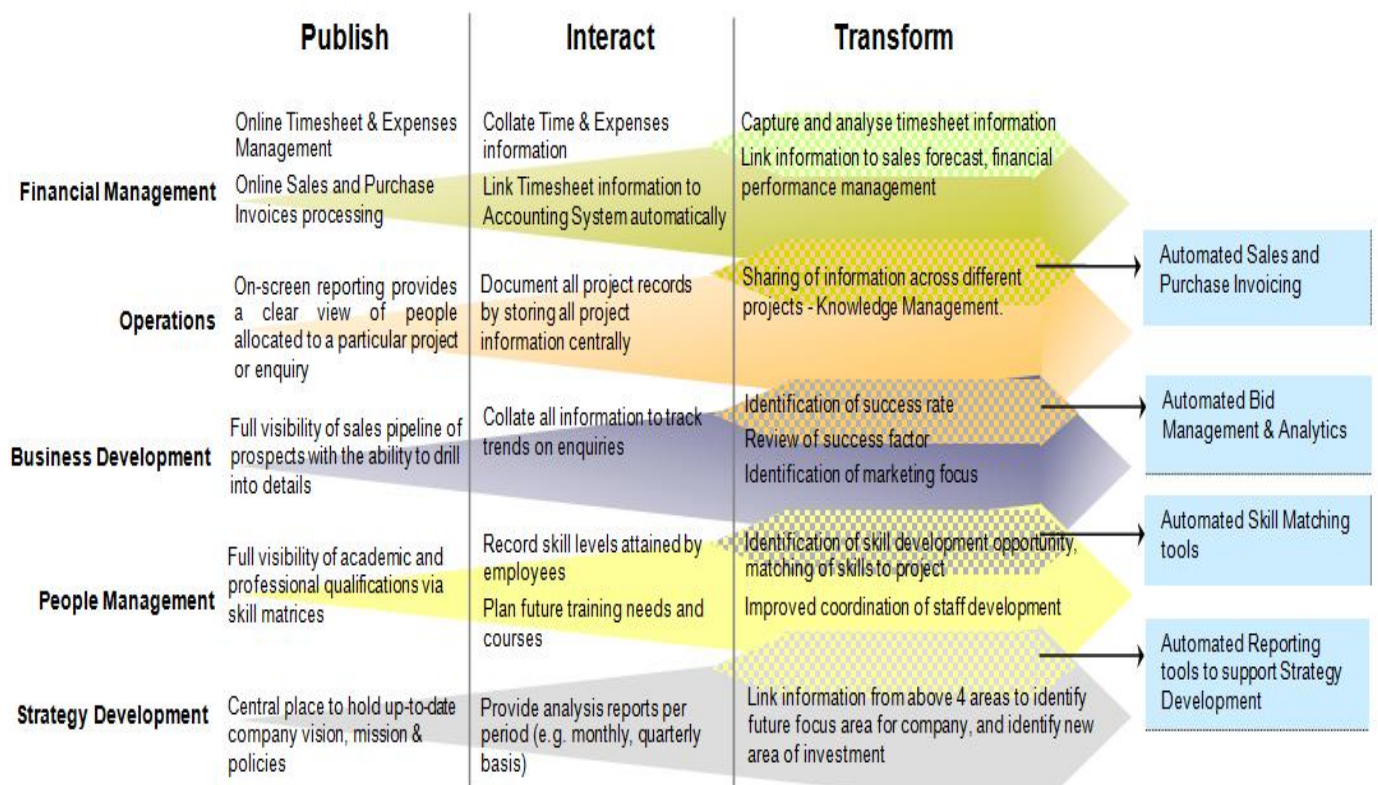 Publish
Interact
Transform
Financial Management
Online Timesheet & Expenses
Management
Online Sales and Purchase
Invoices processing
Collate Time & Expenses
information
Link Timesheet information to
Accounting System automatically
Capture and analyse timesheet information
Link information to sales forecast, financial
performance management
Operations
On-screen reporting provides
a clear view of people
allocated to a particular project
or enquiry
Document all project records
by storing all project
information centrally
Sharing of information across different
projects - Knowledge Management.
Automated Sales and
Purchase Invoicing
Business Development
Full visibility of sales pipeline of
prospects with the ability to drill
into details
Collate all information to track
trends on enquiries
Identification of success rate
Review of success factor
Identification of marketing focus
Automated Bid
Management & Analytics
People Management
Full visibility of academic and
professional qualifications via
skill matrices
Record skill levels attained by
employees
Plan future training needs and
courses
Identification of skill development opportunity,
matching of skills to project
Improved coordination of staff development
Automated Skill Matching
tools
Strategy Development
Central place to hold up-to-date
company vision, mission &
policies
Provide analysis reports per
period (e.g. monthly, quarterly
basis)
Link information from above 4 areas to identify
future focus area for company, and identify new
area of investment
Automated Reporting
tools to support Strategy
Development